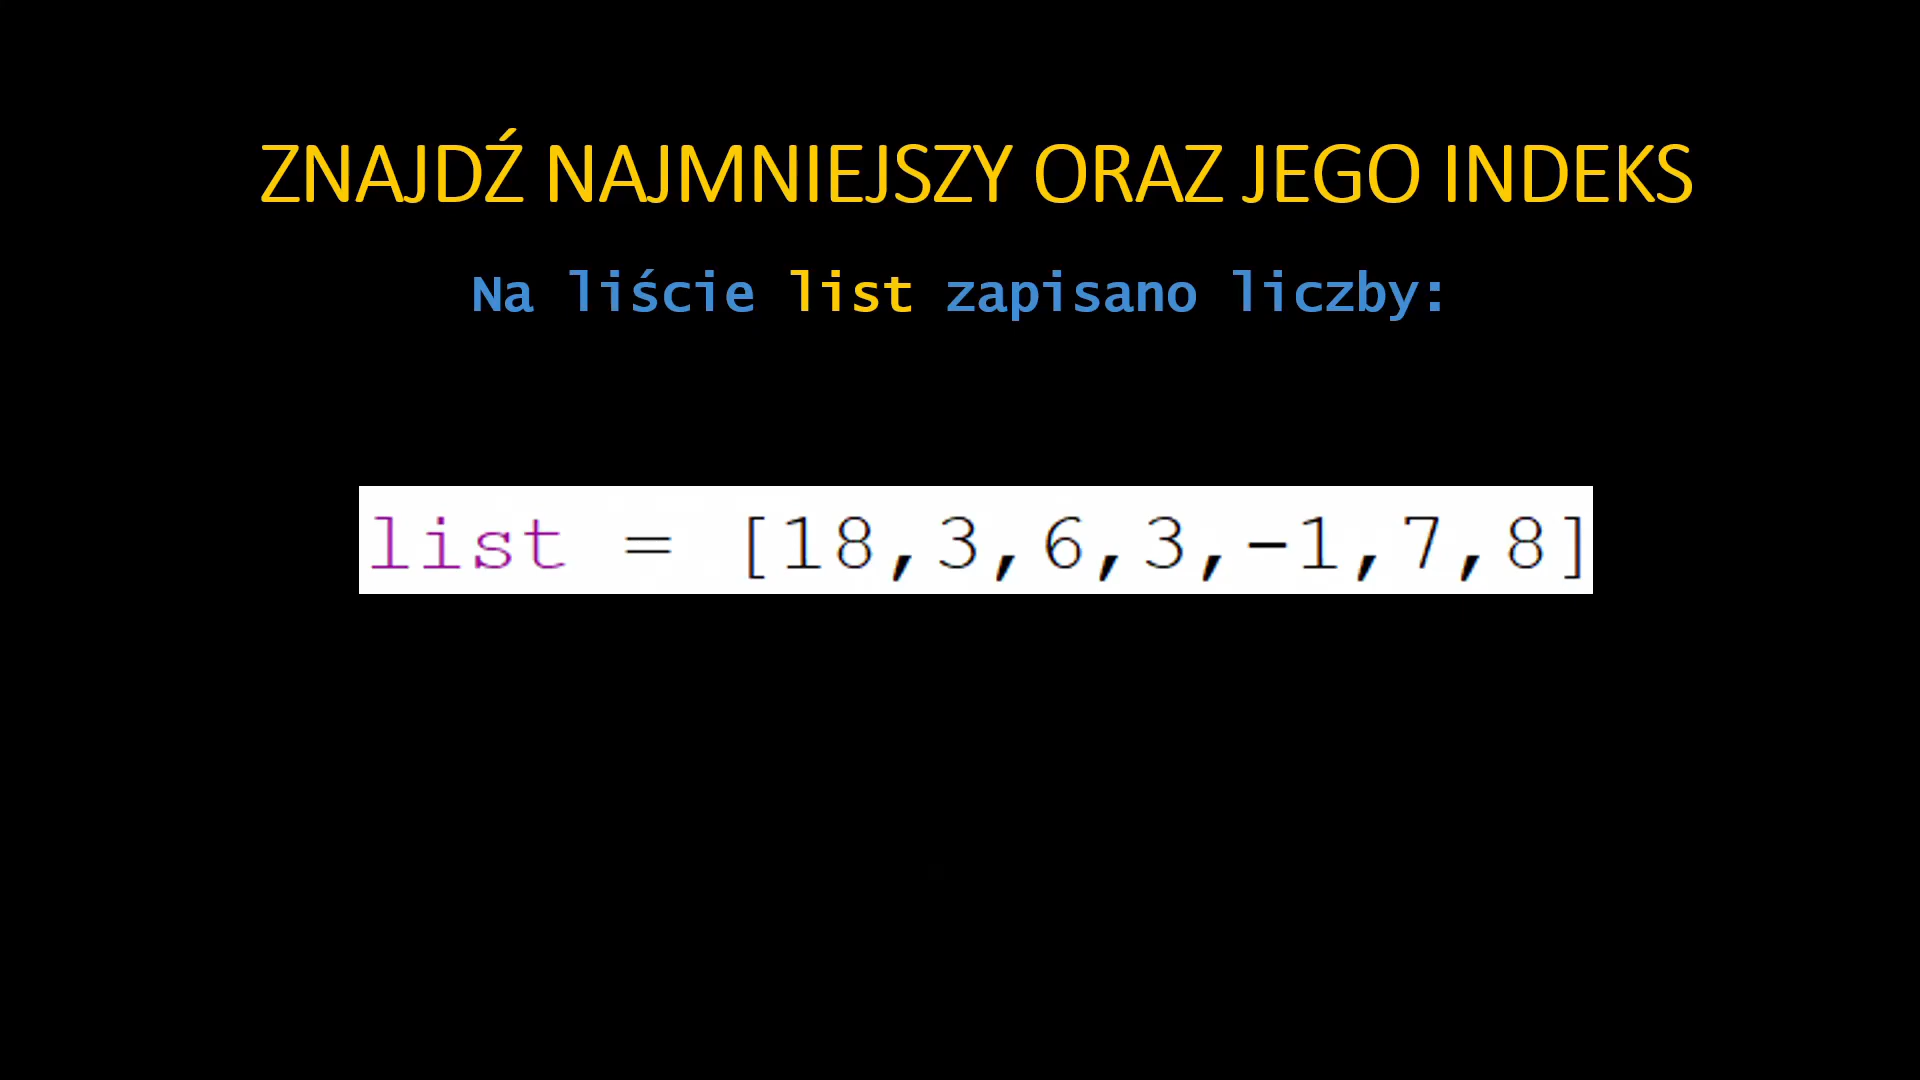 ZNAJDŹ NAJMNIEJSZY ORAZ JEGO INDEKS
Na liście list zapisano liczby:
list = [18,3,6,3,-1,7,8]